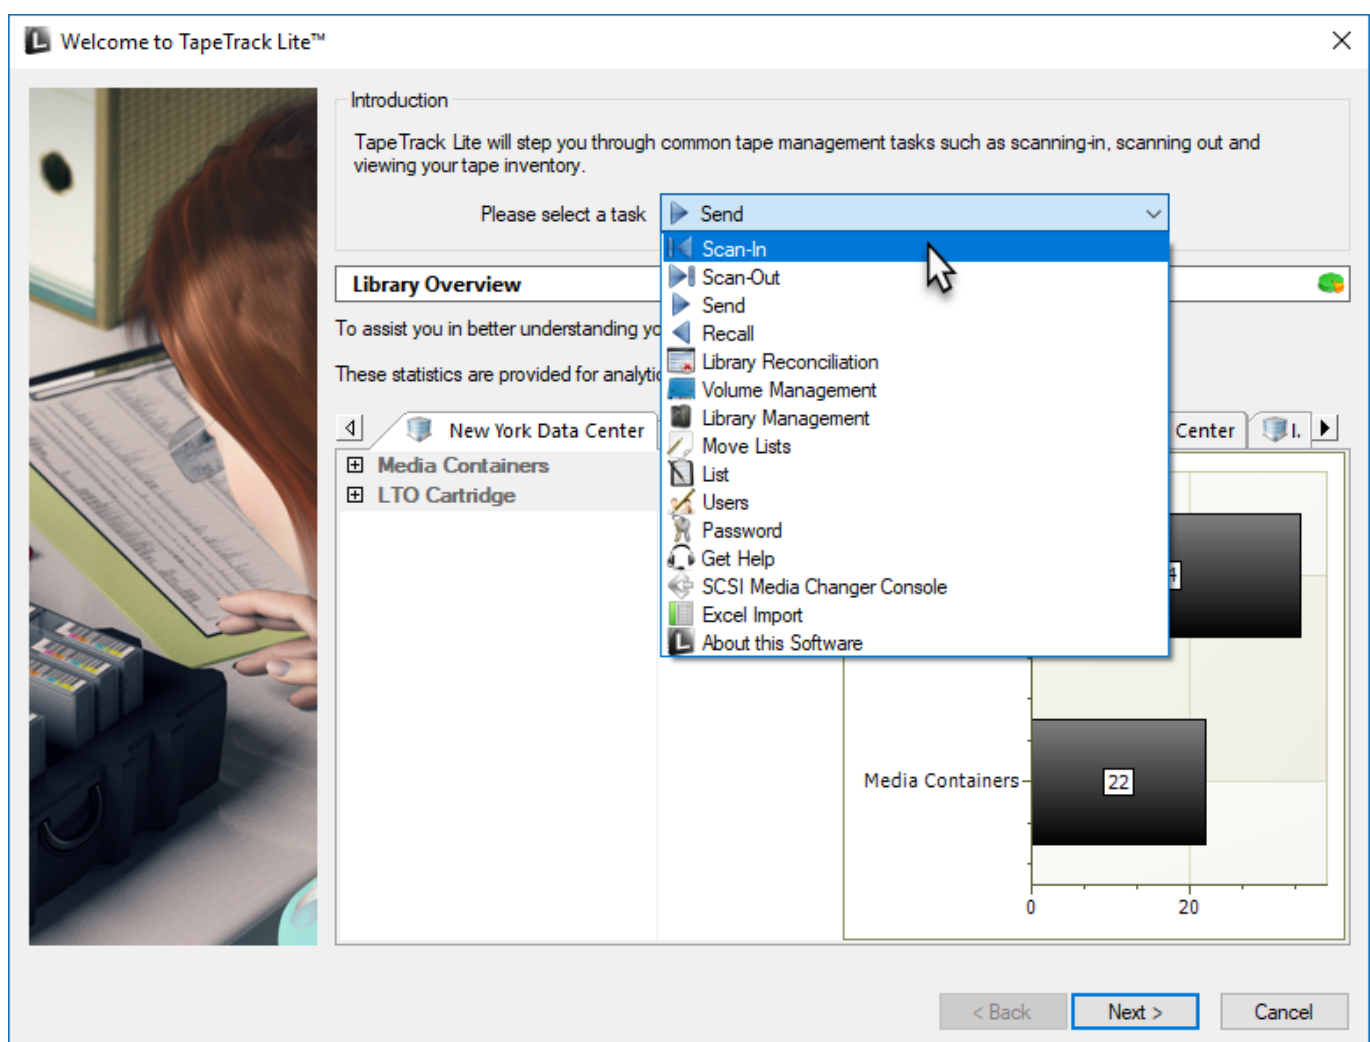 Welcome to TapeTrack Lite™
Introduction
TapeTrack Lite will step you through common tape management tasks such as scanning-in, scanning out and
viewing your tape inventory.
Please select a task
Send
Scan-In
Scan-Out
Send
Recall
Library Reconciliation
Volume Management
Library Management
Move Lists
List
Users
Password
Get Help
SCSI Media Changer Console
Excel Import
About this Software
Library Overview
To assist you in better understanding yo
These statistics are provided for analytic
New York Data Center
Center
I.
Media Containers
LTO Cartridge
4
Media Containers
22
0
20
< Back
Next >
Cancel